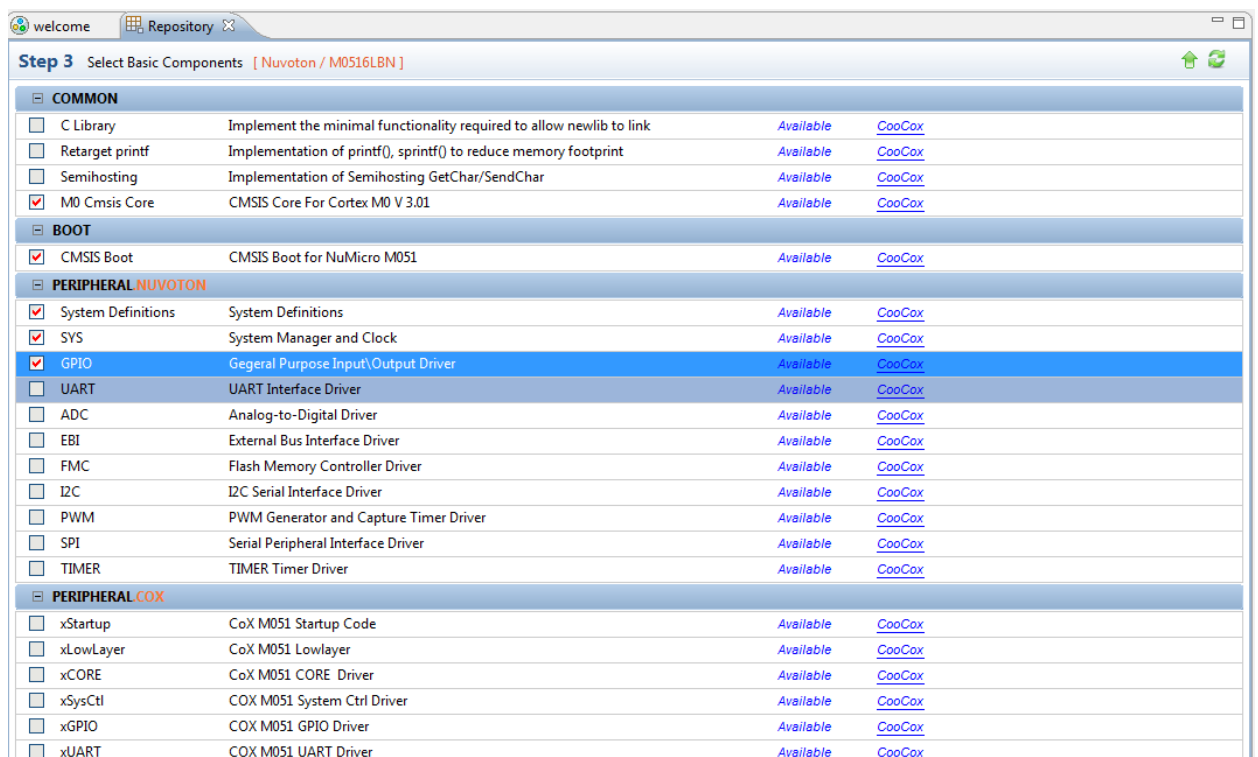 welcome Repository
Step 3 Select Basic Components [ Nuvoton / M0516LBN ]
COMMON
C Library Implement the minimal functionality required to allow newlib to link Available CooCox
Retarget printf Implementation of printf(), sprintf() to reduce memory footprint Available CooCox
Semihosting Implementation of Semihosting GetChar/SendChar Available CooCox
M0 Cmsis Core CMSIS Core For Cortex M0 V 3.01 Available CooCox
BOOT
CMSIS Boot CMSIS Boot for NuMicro M051 Available CooCox
PERIPHERAL.NUVOTON
System Definitions System Definitions Available CooCox
SYS System Manager and Clock Available CooCox
GPIO Gegeral Purpose Input\Output Driver Available CooCox
UART UART Interface Driver Available CooCox
ADC Analog-to-Digital Driver Available CooCox
EBI External Bus Interface Driver Available CooCox
FMC Flash Memory Controller Driver Available CooCox
I2C I2C Serial Interface Driver Available CooCox
PWM PWM Generator and Capture Timer Driver Available CooCox
SPI Serial Peripheral Interface Driver Available CooCox
TIMER TIMER Timer Driver Available CooCox
PERIPHERAL.COX
xStartup CoX M051 Startup Code Available CooCox
xLowLayer CoX M051 Lowlayer Available CooCox
xCORE CoX M051 CORE Driver Available CooCox
xSysCtl COX M051 System Ctrl Driver Available CooCox
xGPIO COX M051 GPIO Driver Available CooCox
xUART COX M051 UART Driver Available CooCox